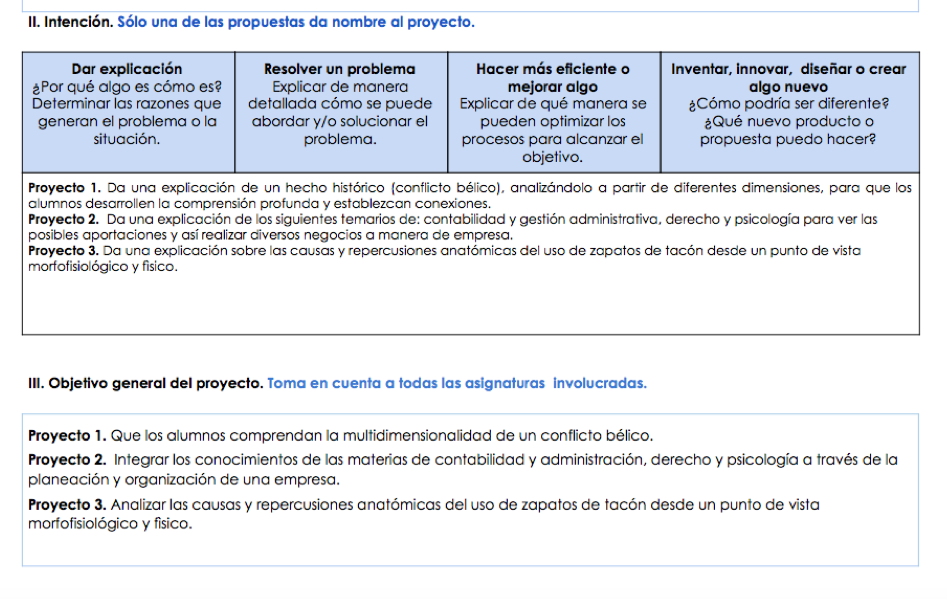 II. Intención. Sólo una de las propuestas da nombre al proyecto.
Dar explicación
¿Por qué algo es cómo es?
Determinar las razones que
generan el problema o la
situación.
Resolver un problema
Explicar de manera
detallada cómo se puede
abordar y/o solucionar el
problema.
Hacer más eficiente o
mejorar algo
Explicar de qué manera se
pueden optimizar los
procesos para alcanzar el
objetivo.
Inventar, innovar, diseñar o crear
algo nuevo
¿Cómo podría ser diferente?
¿Qué nuevo producto o
propuesta puedo hacer?
Proyecto 1. Da una explicación de un hecho histórico (conflicto bélico), analizándolo a partir de diferentes dimensiones, para que los
alumnos desarrollen la comprensión profunda y establezcan conexiones.
Proyecto 2. Da una explicación de los siguientes temarios de: contabilidad y gestión administrativa, derecho y psicología para ver las
posibles aportaciones y así realizar diversos negocios a manera de empresa.
Proyecto 3. Da una explicación sobre las causas y repercusiones anatómicas del uso de zapatos de tacón desde un punto de vista
morfofisiológico y físico.
III. Objetivo general del proyecto. Toma en cuenta a todas las asignaturas involucradas.
Proyecto 1. Que los alumnos comprendan la multidimensionalidad de un conflicto bélico.
Proyecto 2. Integrar los conocimientos de las materias de contabilidad y administración, derecho y psicología a través de la
planeación y organización de una empresa.
Proyecto 3. Analizar las causas y repercusiones anatómicas del uso de zapatos de tacón desde un punto de vista
morfofisiológico y físico.